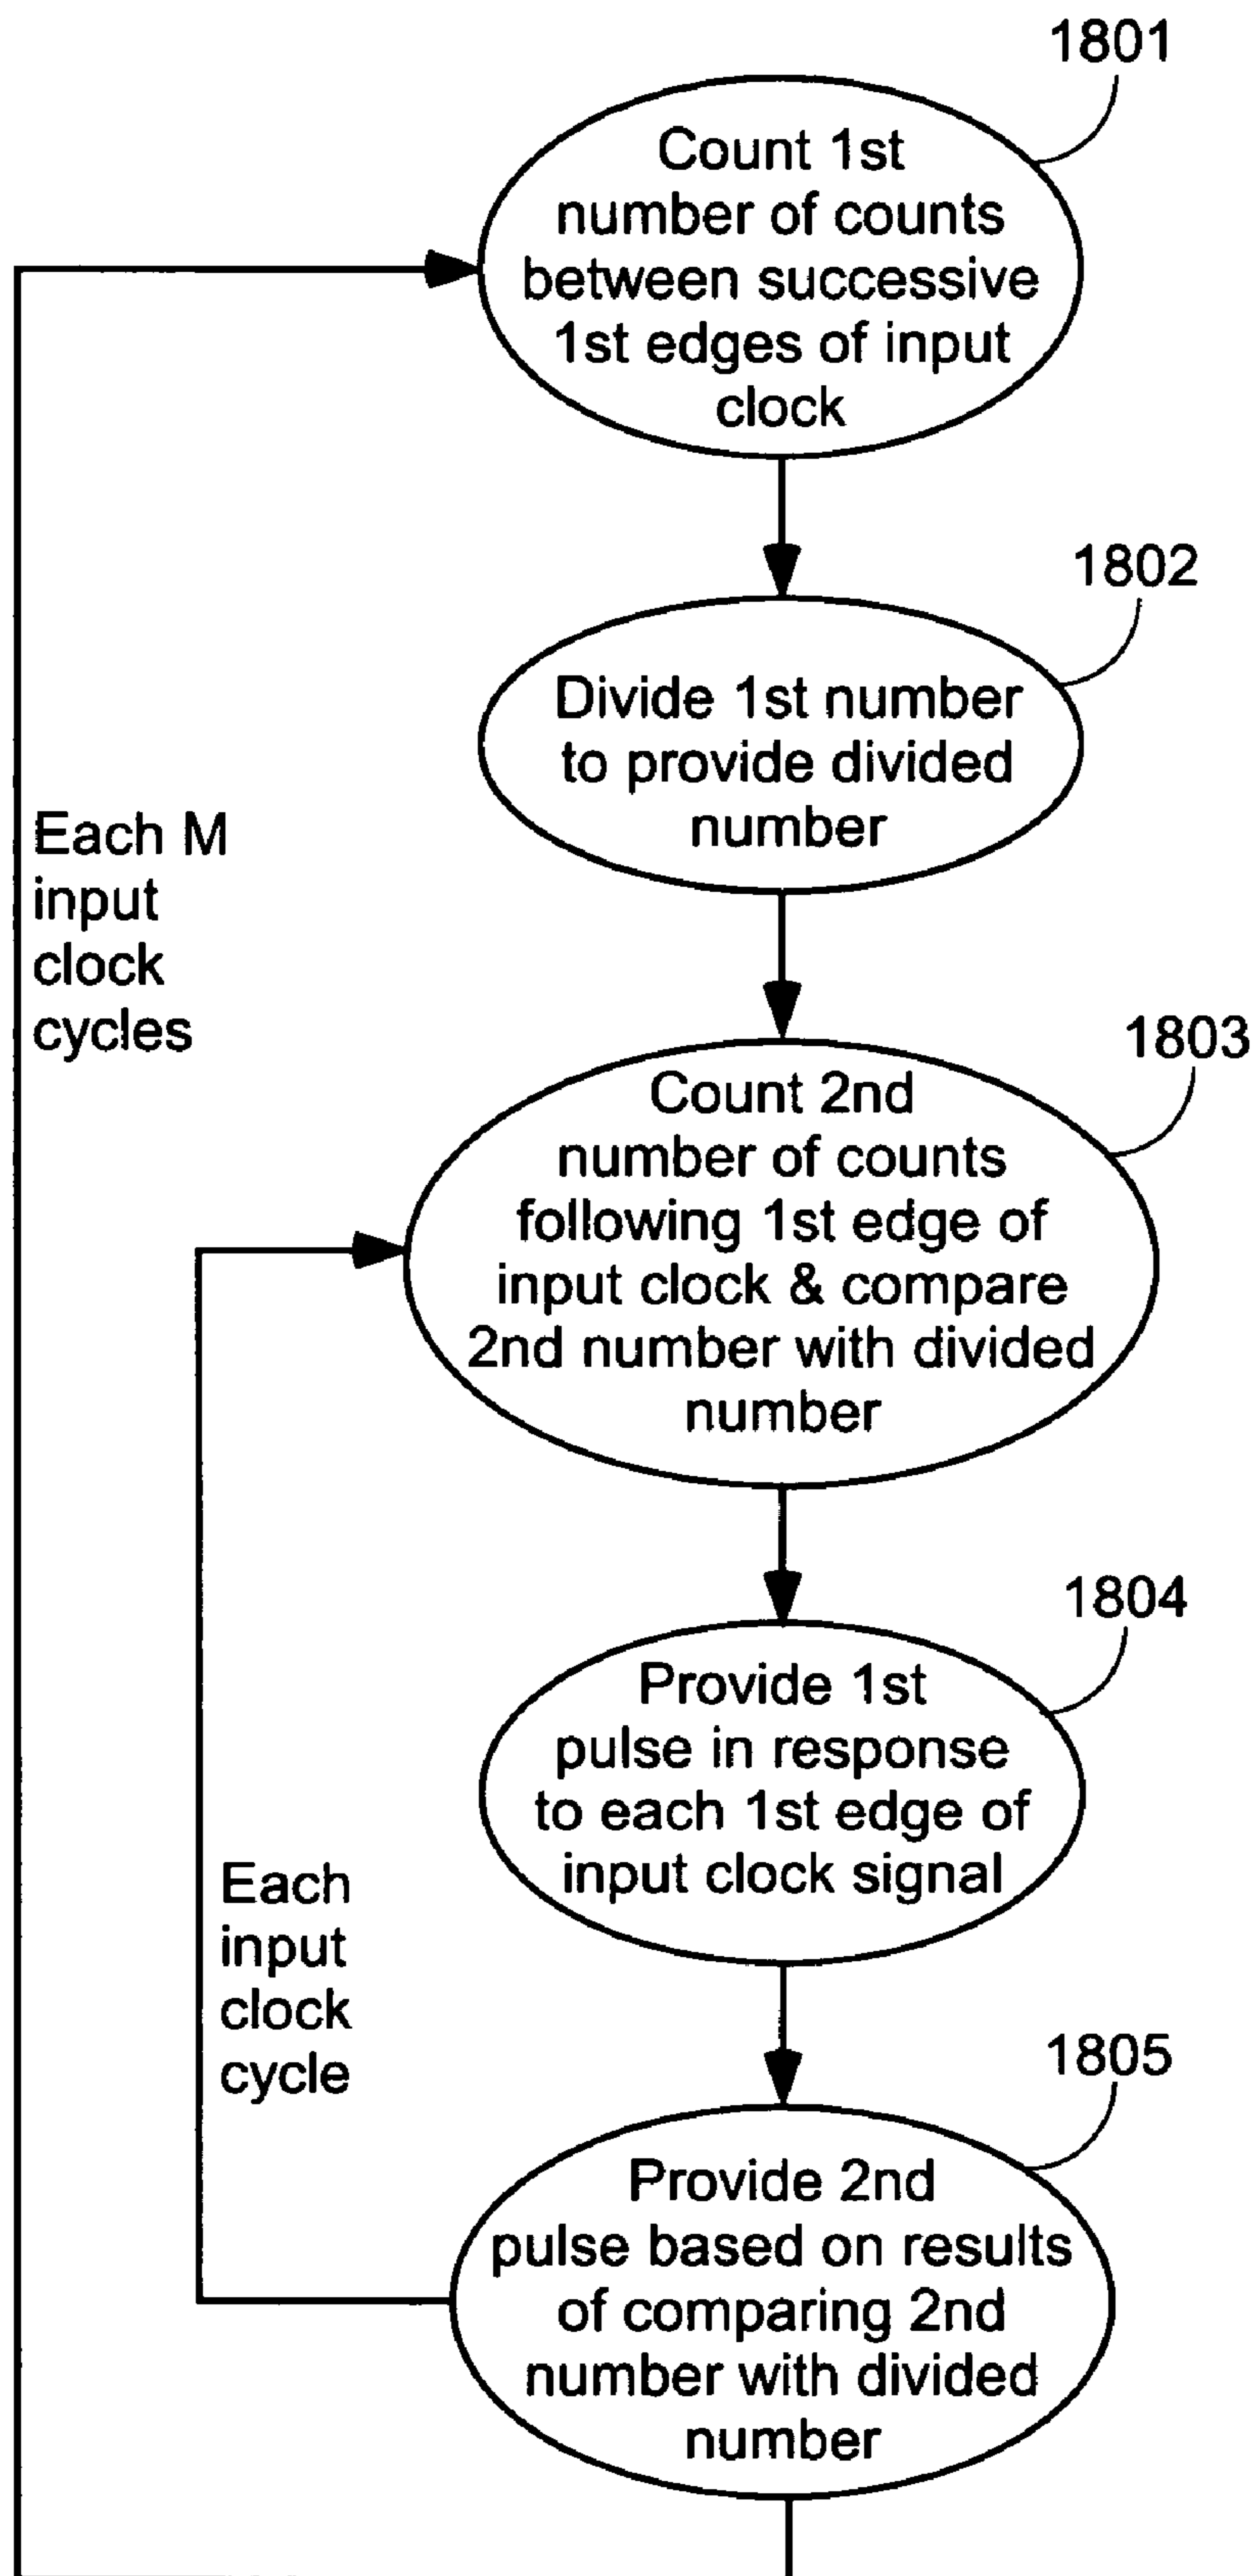 1801
Count 1st
number of counts
between successive
1st edges of input
clock
1802
Divide 1st number
to provide divided
number
Each M
input
clock
cycles
1803
Count 2nd
number of counts
following 1st edge of
input clock & compare
2nd number with divided
number
1804
Provide 1st
pulse in response
to each 1st edge of
input clock signal
Each
input
clock
cycle
1805
Provide 2nd
pulse based on results
of comparing 2nd
number with divided
number